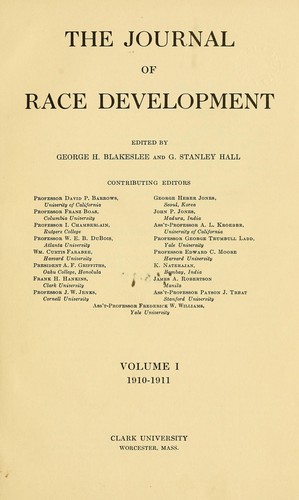 THE JOURNAL
OF
RACE DEVELOPMENT
EDITED BY
GEORGE H. BLAKESLEE AND G. STANLEY HALL
CONTRIBUTING EDITORS
PROFESSOR DAVID P. BARROWS,
University of California
PROFESSOR FRANZ BOAS,
Columbia University
PROFESSOR I. CHAMBERLAIN,
Rutgers College
PROFESSOR W. E. B. DUBOIS,
Atlanta University
WM. CURTIS FARABEE,
Harvard University
PRESIDENT A. F. GRIFFITHS,
Oahu College, Honolulu
FRANK H. HANKINS,
Clark University
PROFESSOR J. W. JENKS,
Cornell University
GEORGE HEBER JONES,
Seoul, Korea
JOHN P. JONES,
Madura, India
ASS'T-PROFESSOR A. L. KROEBER,
University of California
PROFESSOR GEORGE TRUMBULL LADD,
Yale University
PROFESSOR EDWARD C. MOORE
Harvard University
K. NATARAJAN,
Bombay, India
JAMES A. ROBERTSON
Manila
ASS'T-PROFESSOR PAYSON J. TREAT
Stanford University
ASS'T-PROFESSOR FREDERICK W. WILLIAMS,
Yale University
VOLUME I
1910-1911
CLARK UNIVERSITY
WORCESTER, MASS.